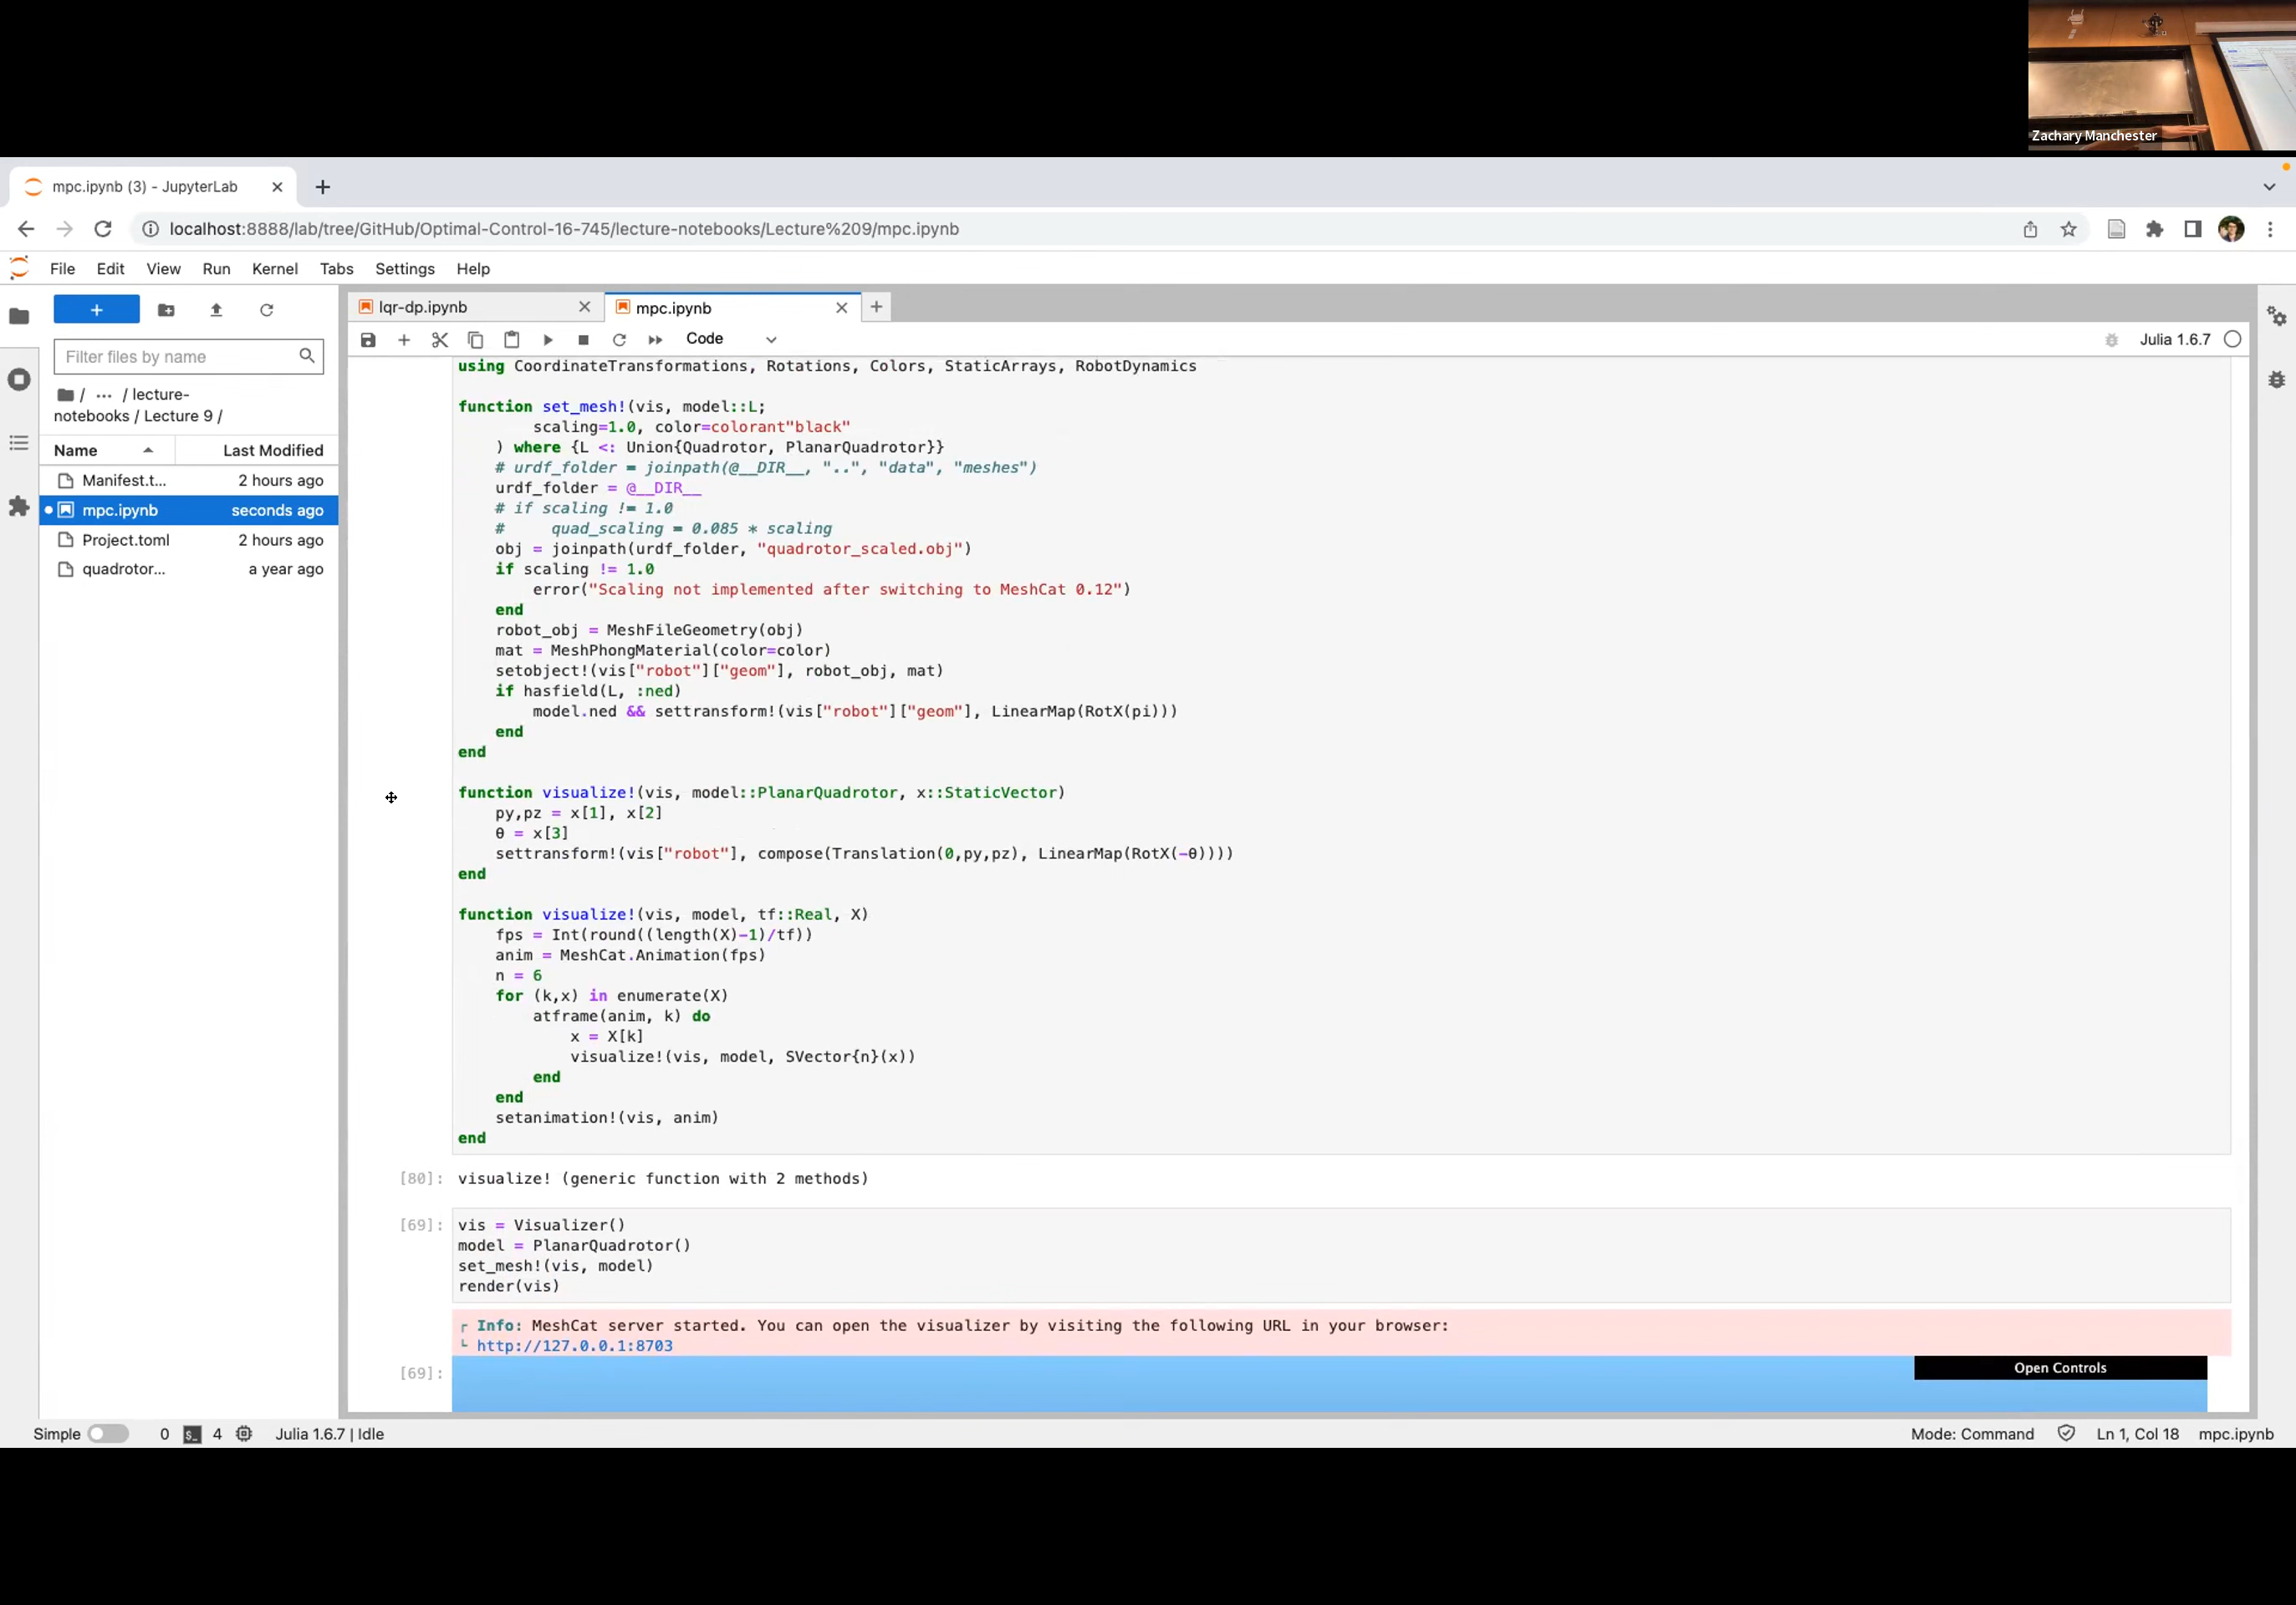 Zachary Manchester
mpc.ipynb (3) - JupyterLab
localhost:8888/lab/tree/GitHub/Optimal-Control-16-745/lecture-notebooks/Lecture%209/mpc.ipynb
File Edit View Run Kernel Tabs Settings Help
Filter files by name
/ ... / lecture-
notebooks / Lecture 9 /
Name Last Modified
Manifest.t... 2 hours ago
mpc.ipynb seconds ago
Project.toml 2 hours ago
quadrotor... a year ago
lqr-dp.ipynb mpc.ipynb
Code Julia 1.6.7
using CoordinateTransformations, Rotations, Colors, StaticArrays, RobotDynamics
function set_mesh!(vis, model::L;
scaling=1.0, color=colorant"black"
) where {L <: Union{Quadrotor, PlanarQuadrotor}}
# urdf_folder = joinpath(@__DIR__, "..", "data", "meshes")
urdf_folder = @__DIR__
# if scaling != 1.0
# quad_scaling = 0.085 * scaling
obj = joinpath(urdf_folder, "quadrotor_scaled.obj")
if scaling != 1.0
error("Scaling not implemented after switching to MeshCat 0.12")
end
robot_obj = MeshFileGeometry(obj)
mat = MeshPhongMaterial(color=color)
setobject!(vis["robot"]["geom"], robot_obj, mat)
if hasfield(L, :ned)
model.ned && settransform!(vis["robot"]["geom"], LinearMap(RotX(pi)))
end
end
function visualize!(vis, model::PlanarQuadrotor, x::StaticVector)
py,pz = x[1], x[2]
θ = x[3]
settransform!(vis["robot"], compose(Translation(0,py,pz), LinearMap(RotX(-θ))))
end
function visualize!(vis, model, tf::Real, X)
fps = Int(round((length(X)-1)/tf))
anim = MeshCat.Animation(fps)
n = 6
for (k,x) in enumerate(X)
atframe(anim, k) do
x = X[k]
visualize!(vis, model, SVector{n}(x))
end
end
setanimation!(vis, anim)
end
[80]: visualize! (generic function with 2 methods)
[69]: vis = Visualizer()
model = PlanarQuadrotor()
set_mesh!(vis, model)
render(vis)
┌ Info: MeshCat server started. You can open the visualizer by visiting the following URL in your browser:
└ http://127.0.0.1:8703
[69]: Open Controls
Simple 0 $_ 4 Julia 1.6.7 | Idle Mode: Command Ln 1, Col 18 mpc.ipynb